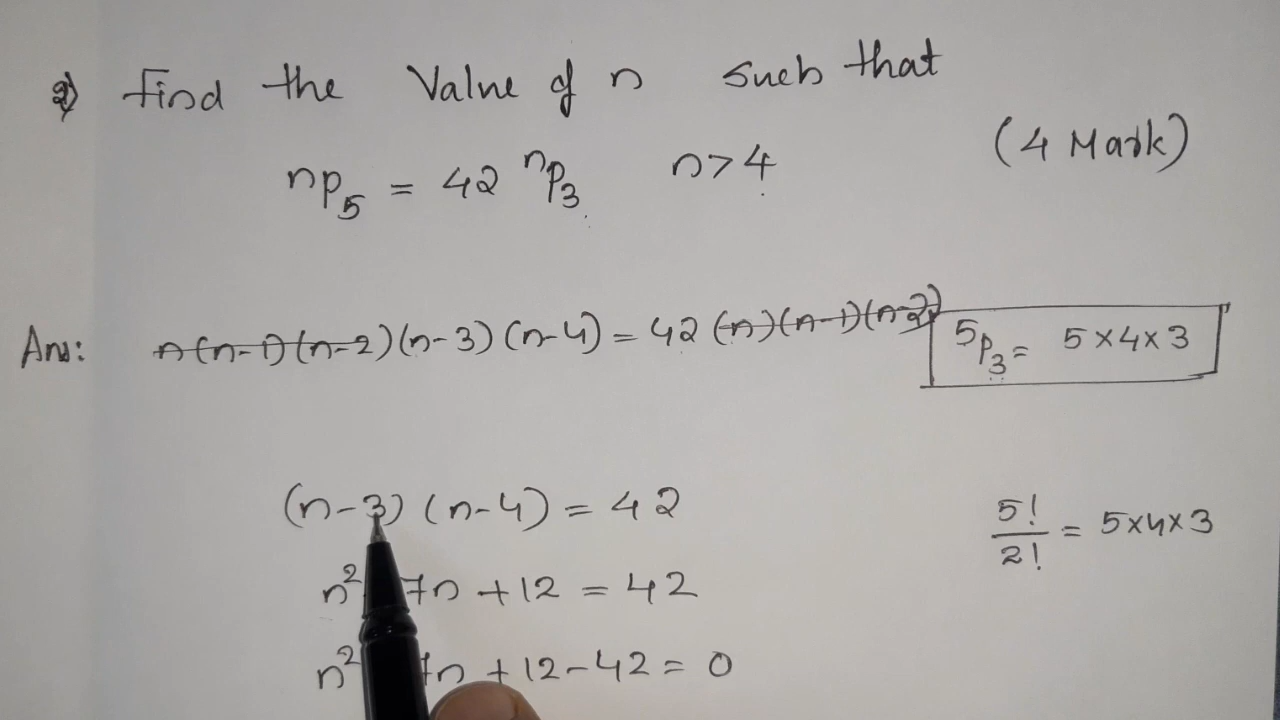 2) Find the Value of n such that
(4 Mark)
nP₅ = 42 ⁿP₃ n>4
Ans: n(n-1)(n-2)(n-3)(n-4) = 42(n)(n-1)(n-2)
⁵P₃ = 5×4×3
(n-3)(n-4) = 42
5!/2! = 5×4×3
n² 7n + 12 = 42
n² 7n + 12 - 42 = 0